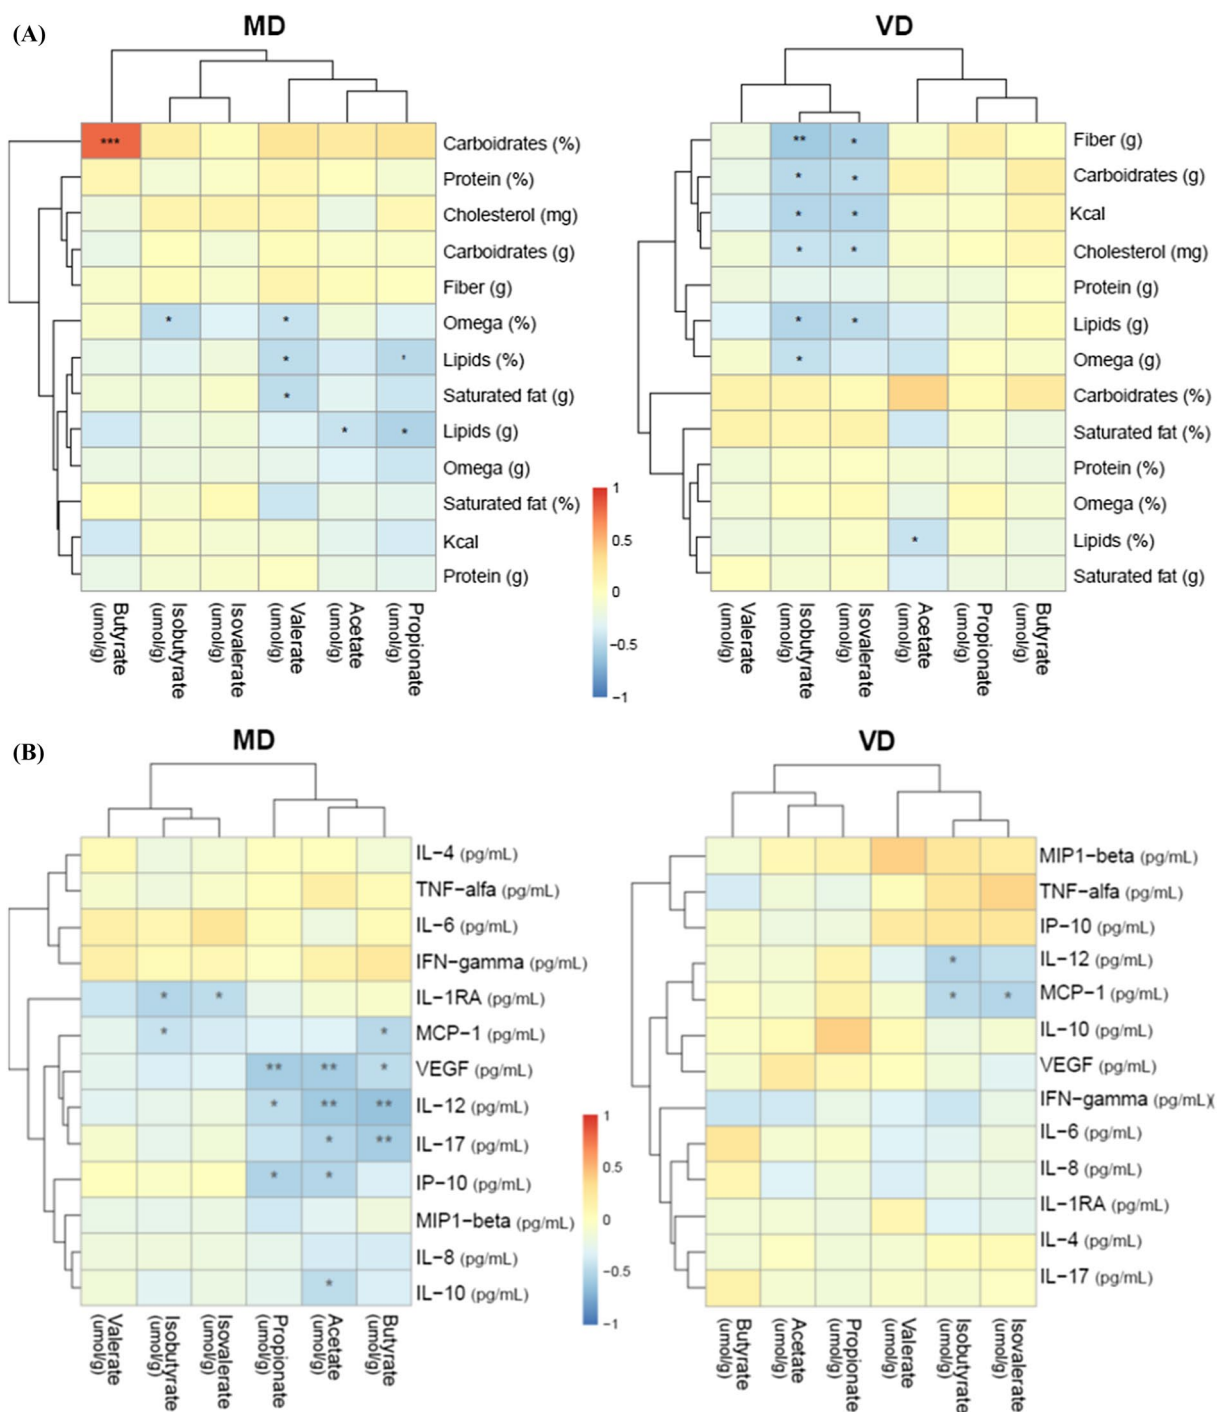 (A)
MD
VD
***
Carboidrates (%)
Protein (%)
Cholesterol (mg)
Carboidrates (g)
Fiber (g)
* * Omega (%)
* * Lipids (%)
* Saturated fat (g)
* * Lipids (g)
Omega (g)
Saturated fat (%)
Kcal
Protein (g)
Butyrate (umol/g)
Isobutyrate (umol/g)
Isovalerate (umol/g)
Valerate (umol/g)
Acetate (umol/g)
Propionate (umol/g)
1
0.5
0
−0.5
−1
** * Fiber (g)
* * Carboidrates (g)
* * Kcal
* * Cholesterol (mg)
Protein (g)
* * Lipids (g)
* Omega (g)
Carboidrates (%)
Saturated fat (%)
Protein (%)
Omega (%)
* Lipids (%)
Saturated fat (g)
Valerate (umol/g)
Isobutyrate (umol/g)
Isovalerate (umol/g)
Acetate (umol/g)
Propionate (umol/g)
Butyrate (umol/g)
(B)
MD
VD
IL−4 (pg/mL)
TNF−alfa (pg/mL)
IL−6 (pg/mL)
IFN−gamma (pg/mL)
* * IL−1RA (pg/mL)
* * MCP−1 (pg/mL)
** ** * VEGF (pg/mL)
* ** ** IL−12 (pg/mL)
* ** IL−17 (pg/mL)
* * IP−10 (pg/mL)
MIP1−beta (pg/mL)
IL−8 (pg/mL)
* IL−10 (pg/mL)
Valerate (umol/g)
Isobutyrate (umol/g)
Isovalerate (umol/g)
Propionate (umol/g)
Acetate (umol/g)
Butyrate (umol/g)
1
0.5
0
−0.5
−1
MIP1−beta (pg/mL)
TNF−alfa (pg/mL)
IP−10 (pg/mL)
* IL−12 (pg/mL)
* * MCP−1 (pg/mL)
IL−10 (pg/mL)
VEGF (pg/mL)
IFN−gamma (pg/mL)(
IL−6 (pg/mL)
IL−8 (pg/mL)
IL−1RA (pg/mL)
IL−4 (pg/mL)
IL−17 (pg/mL)
Butyrate (umol/g)
Acetate (umol/g)
Propionate (umol/g)
Valerate (umol/g)
Isobutyrate (umol/g)
Isovalerate (umol/g)